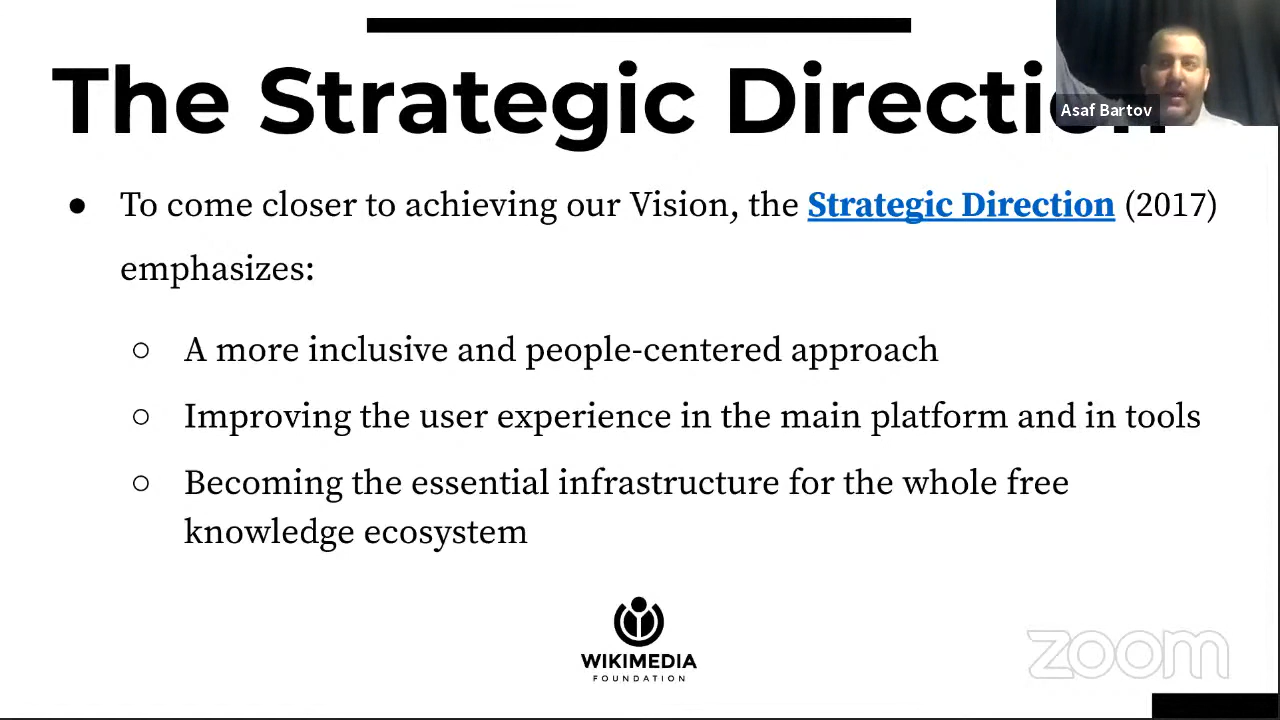 The Strategic Direction
Asaf Bartov
● To come closer to achieving our Vision, the Strategic Direction (2017)
emphasizes:
○ A more inclusive and people-centered approach
○ Improving the user experience in the main platform and in tools
○ Becoming the essential infrastructure for the whole free
knowledge ecosystem
WIKIMEDIA
FOUNDATION
zoom